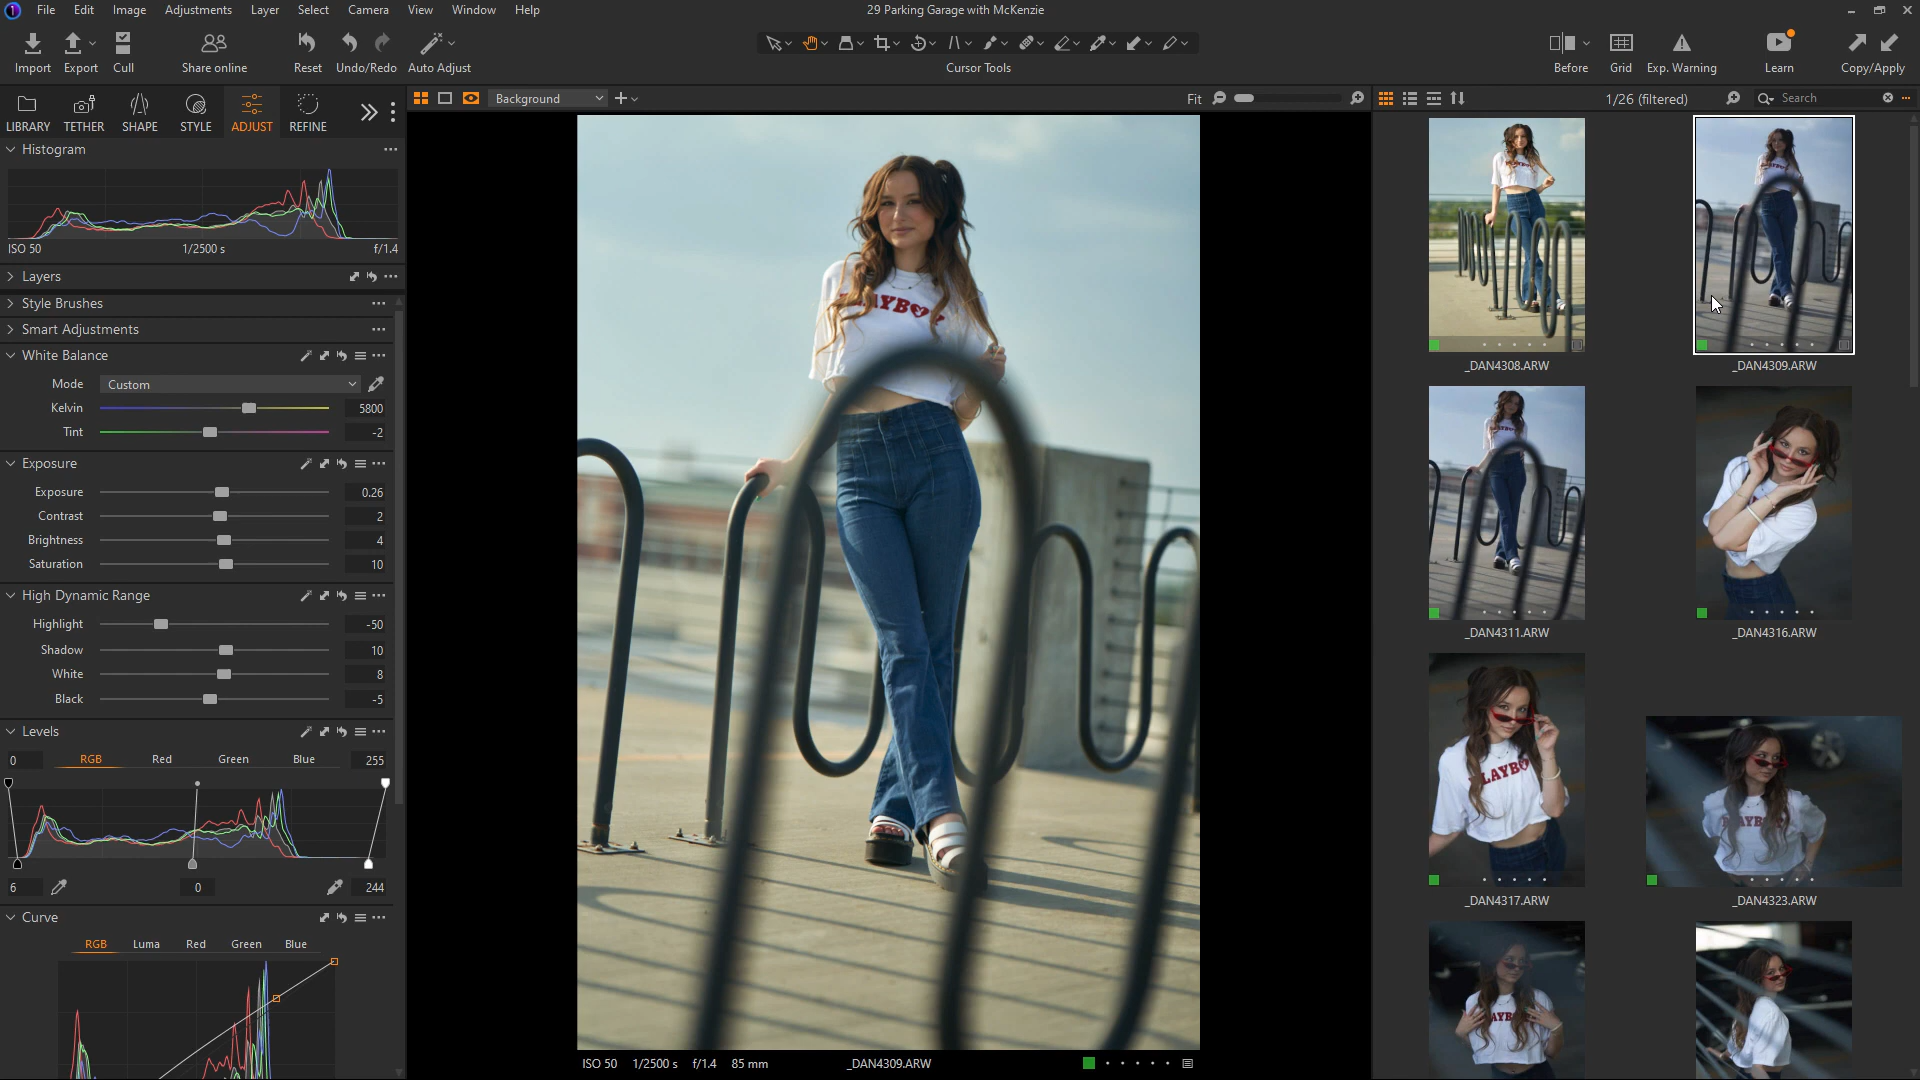 File Edit Image Adjustments Layer Select Camera View Window Help
29 Parking Garage with McKenzie
Import Export Cull Share online Reset Undo/Redo Auto Adjust
Cursor Tools
Before Grid Exp. Warning Learn Copy/Apply
LIBRARY TETHER SHAPE STYLE ADJUST REFINE
Background
Fit
1/26 (filtered)
Search
Histogram
ISO 50 1/2500 s f/1.4
Layers
Style Brushes
Smart Adjustments
White Balance
Mode Custom
Kelvin 5800
Tint -2
Exposure
Exposure 0.26
Contrast 2
Brightness 4
Saturation 10
High Dynamic Range
Highlight -50
Shadow 10
White 8
Black -5
Levels
0 RGB Red Green Blue 255
6 0 244
Curve
RGB Luma Red Green Blue
ISO 50 1/2500 s f/1.4 85 mm _DAN4309.ARW
_DAN4308.ARW
_DAN4309.ARW
_DAN4311.ARW
_DAN4316.ARW
_DAN4317.ARW
_DAN4323.ARW